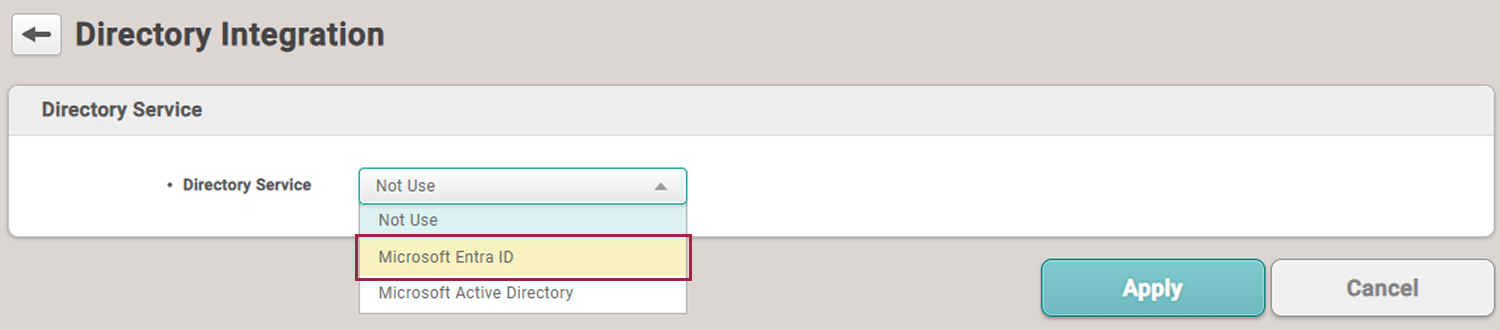 Directory Integration
Directory Service
• Directory Service
Not Use
Not Use
Microsoft Entra ID
Microsoft Active Directory
Apply
Cancel